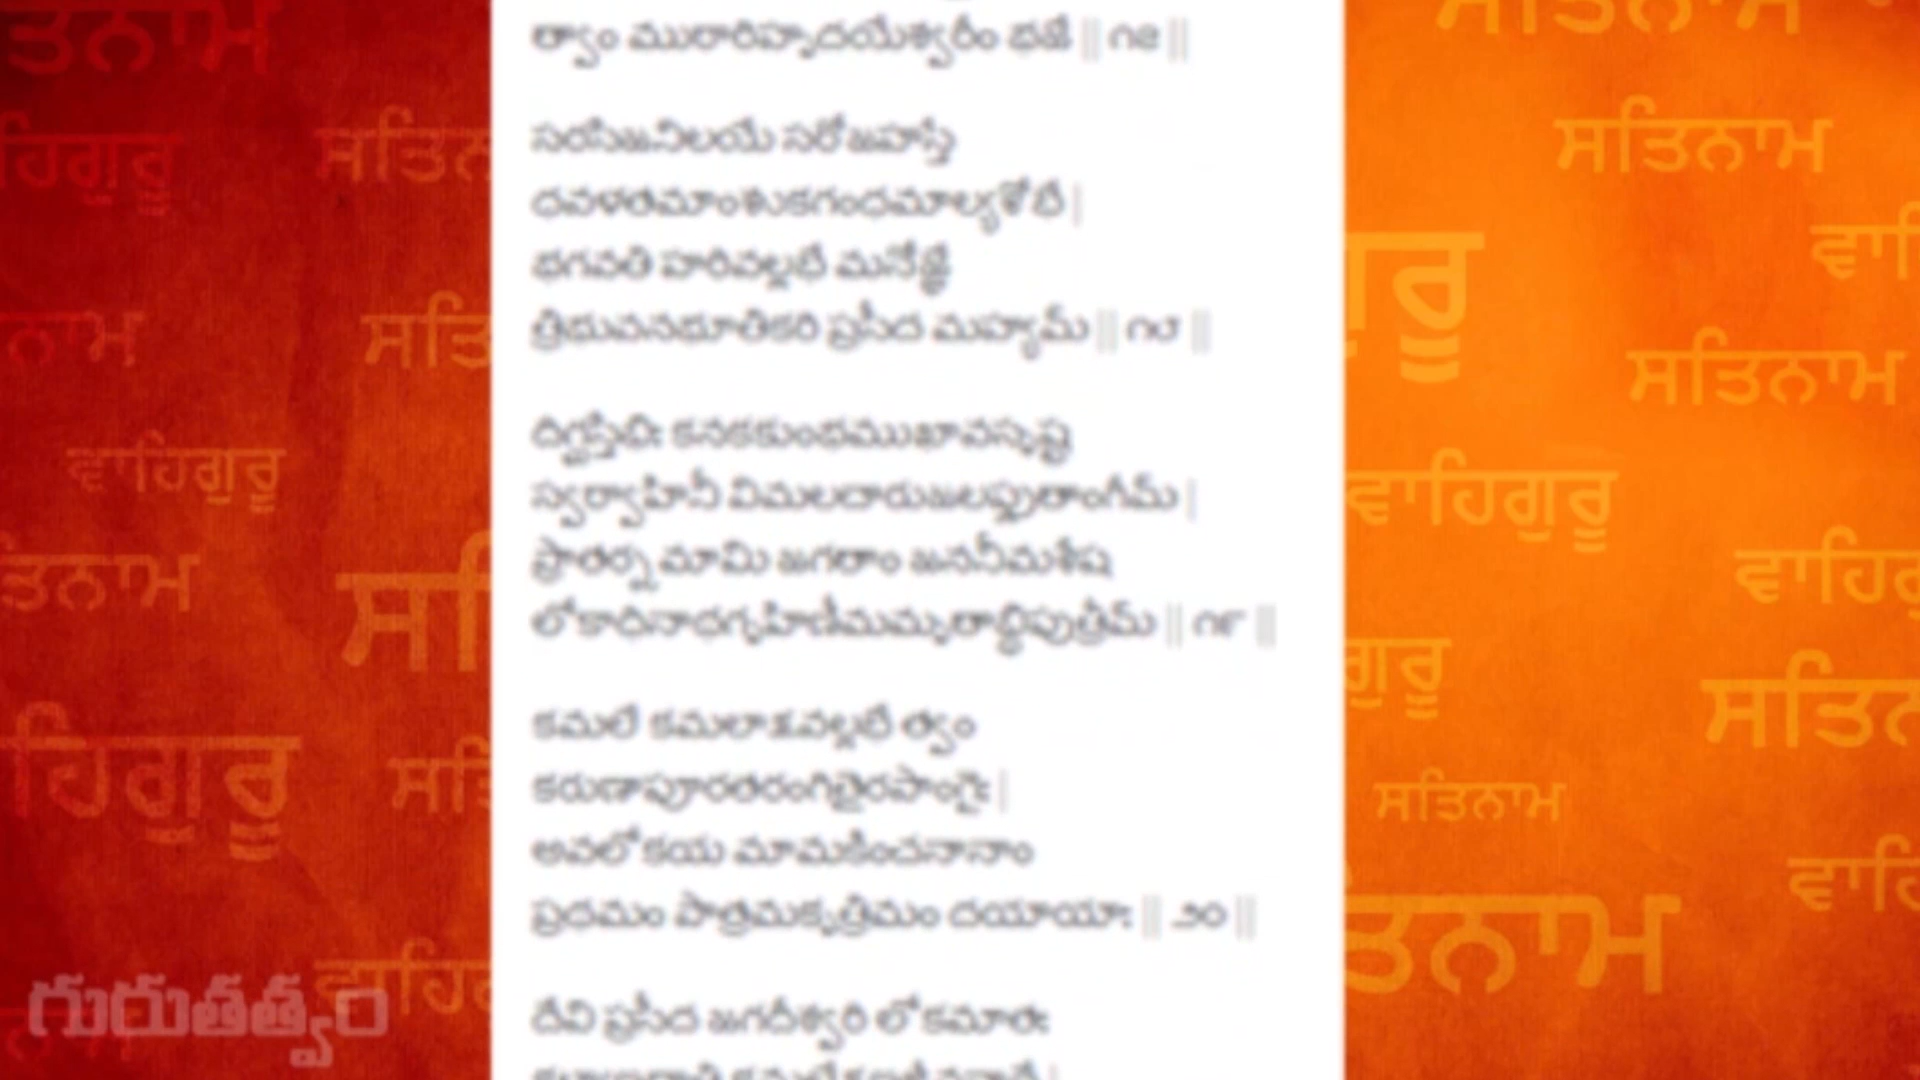 త్వాం మురారిహృదయేశ్వరీం భజే || ౧౭ ||
సరసిజనిలయే సరోజహస్తే
ధవళతమాంశుకగంధమాల్యశోభే |
భగవతి హరివల్లభే మనోజ్ఞే
త్రిభువనభూతికరి ప్రసీద మహ్యమ్ || ౧౮ ||
దిగ్ఘస్తిభిః కనకకుంభముఖావసృష్ట
స్వర్వాహినీ విమలచారుజలప్లుతాంగీమ్ |
ప్రాతర్నమామి జగతాం జననీమశేష
లోకాధినాథగృహిణీమమృతాబ్ధిపుత్రీమ్ || ౧౯ ||
కమలే కమలాక్షవల్లభే త్వం
కరుణాపూరతరంగితైరపాంగైః |
అవలోకయ మామకించనానాం
ప్రథమం పాత్రమకృత్రిమం దయాయాః || ౨౦ ||
దేవి ప్రసీద జగదీశ్వరి లోకమాతః
ਸਤਿਨਾਮ
ਸਤਿਨਾਮ
ਵਾਹਿਗੁਰੂ
ਵਾਹਿਗੁਰੂ
ਸਤਿਨਾਮ
గురుతత్వం